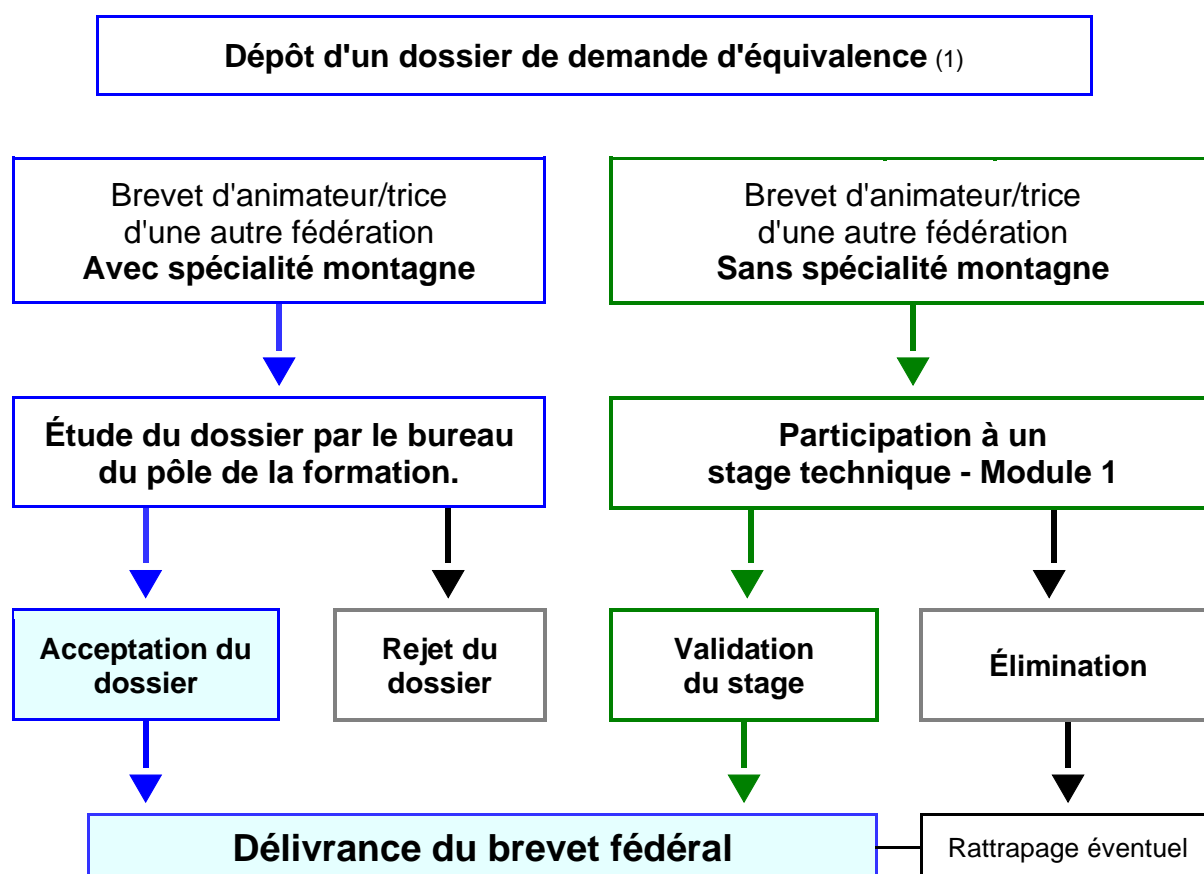 Dépôt d'un dossier de demande d'équivalence (1)
Brevet d'animateur/trice
d'une autre fédération
Avec spécialité montagne
Brevet d'animateur/trice
d'une autre fédération
Sans spécialité montagne
Étude du dossier par le bureau
du pôle de la formation.
Participation à un
stage technique - Module 1
Acceptation du
dossier
Rejet du
dossier
Validation
du stage
Élimination
Délivrance du brevet fédéral
Rattrapage éventuel